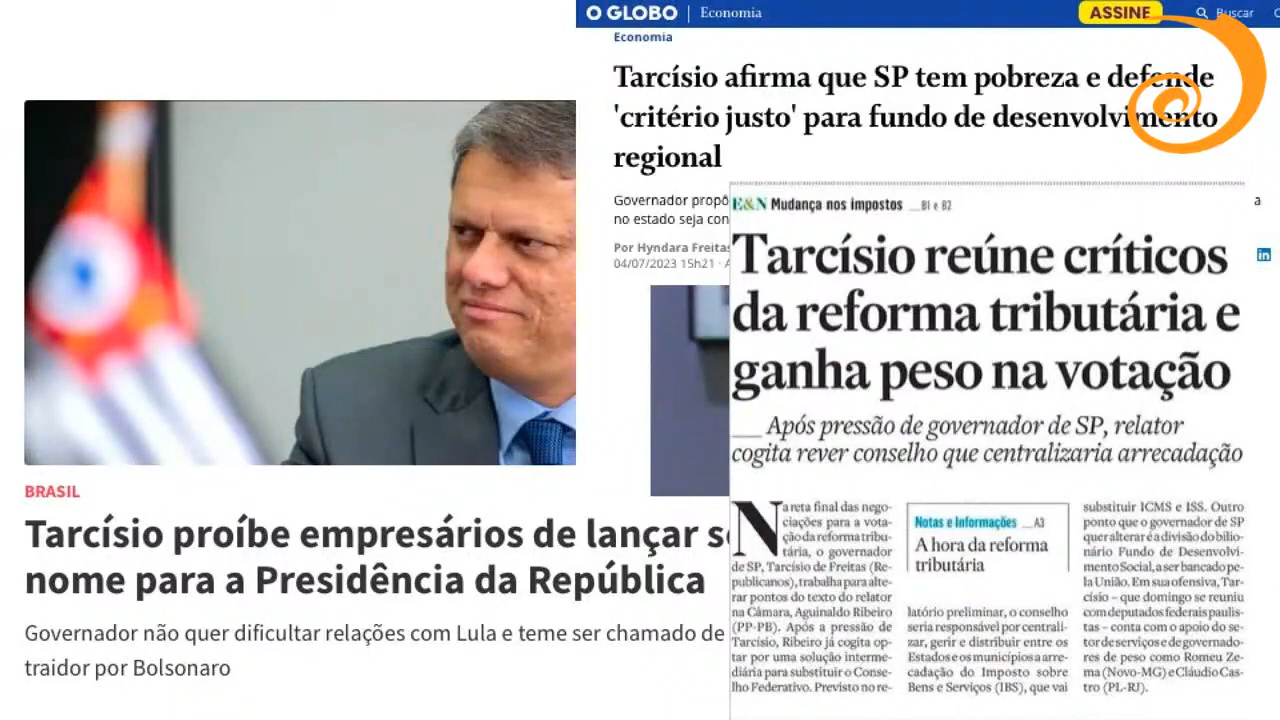 O GLOBO | Economia
ASSINE
Buscar
Economia
Tarcísio afirma que SP tem pobreza e defende
'critério justo' para fundo de desenvolvimento
regional
Governador propõ
a
no estado seja con
Por Hyndara Freitas
04/07/2023 15h21 · A
in
BRASIL
Tarcísio proíbe empresários de lançar se
nome para a Presidência da República
Governador não quer dificultar relações com Lula e teme ser chamado de
traidor por Bolsonaro
E&N Mudança nos impostos __B1 e B2
Tarcísio reúne críticos
da reforma tributária e
ganha peso na votação
__ Após pressão de governador de SP, relator
cogita rever conselho que centralizaria arrecadação
Na reta final das nego-
ciações para a vota-
ção da reforma tribu-
tária, o governador
de SP, Tarcísio de Freitas (Re-
publicanos), trabalha para alte-
rar pontos do texto do relator
na Câmara, Aguinaldo Ribeiro
(PP-PB). Após a pressão de
Tarcísio, Ribeiro já cogita op-
tar por uma solução interme-
diária para substituir o Conse-
lho Federativo. Previsto no re-
Notas e Informações __A3
A hora da reforma
tributária
latório preliminar, o conselho
seria responsável por centrali-
zar, gerir e distribuir entre os
Estados e os municípios a arre-
cadação do Imposto sobre
Bens e Serviços (IBS), que vai
substituir ICMS e ISS. Outro
ponto que o governador de SP
quer alterar é a divisão do bilio-
nário Fundo de Desenvolvi-
mento Social, a ser bancado pe-
la União. Em sua ofensiva, Tar-
císio – que domingo se reuniu
com deputados federais paulis-
tas – conta com o apoio do se-
tor de serviços e de governado-
res de peso como Romeu Ze-
ma (Novo-MG) e Cláudio Cas-
tro (PL-RJ).